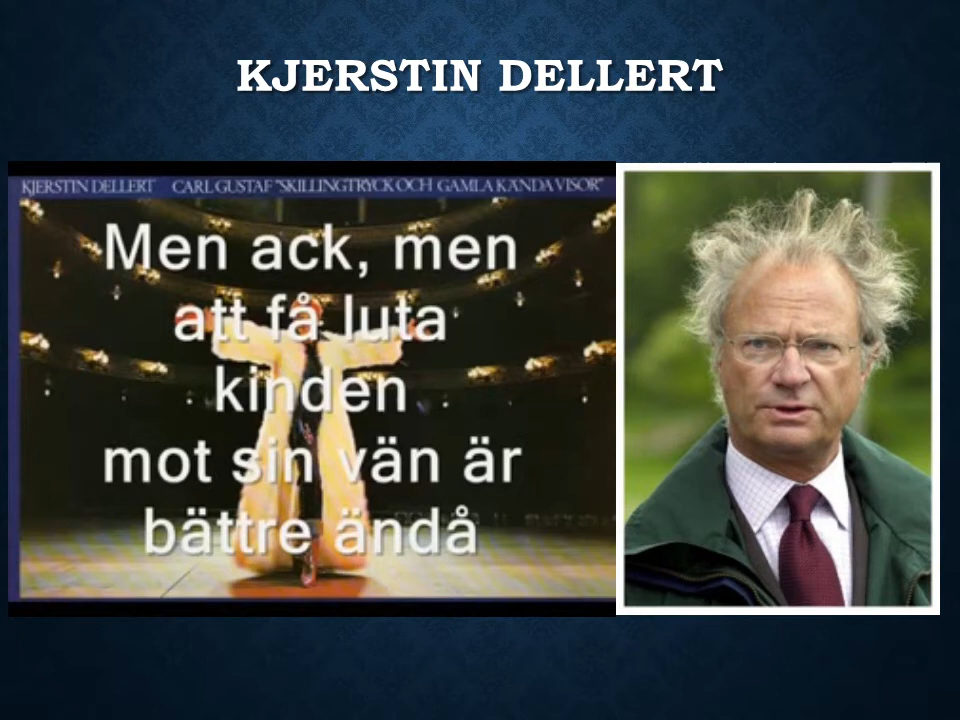 KJERSTIN DELLERT
KJERSTIN DELLERT CARL GUSTAF "SKILLINGTRYCK OCH GAMLA KÄNDA VISOR"
Men ack, men
att få luta
kinden
mot sin vän är
bättre ändå